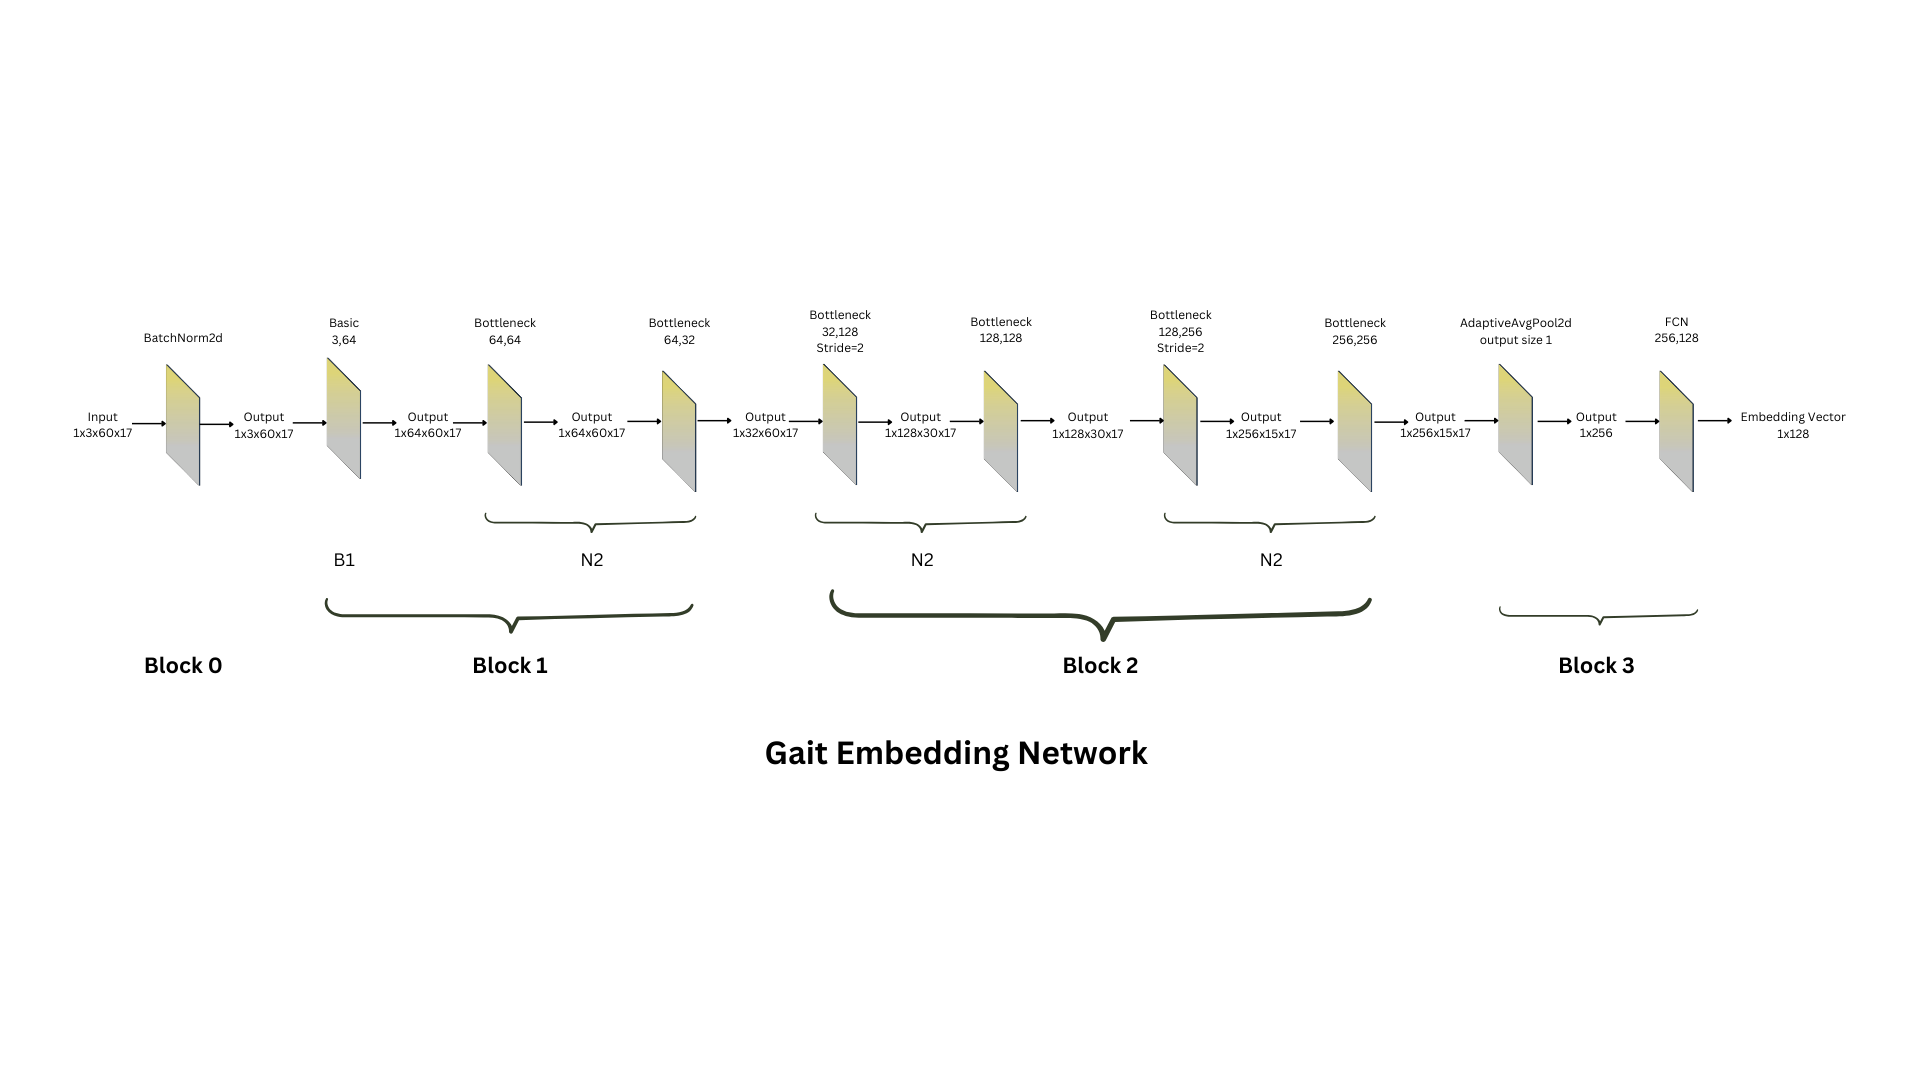 BatchNorm2d
Basic
3,64
Bottleneck
64,64
Bottleneck
64,32
Bottleneck
32,128
Stride=2
Bottleneck
128,128
Bottleneck
128,256
Stride=2
Bottleneck
256,256
AdaptiveAvgPool2d
output size 1
FCN
256,128
Input
1x3x60x17
Output
1x3x60x17
Output
1x64x60x17
Output
1x64x60x17
Output
1x32x60x17
Output
1x128x30x17
Output
1x128x30x17
Output
1x256x15x17
Output
1x256x15x17
Output
1x256
Embedding Vector
1x128
B1
N2
N2
N2
Block 0
Block 1
Block 2
Block 3
Gait Embedding Network